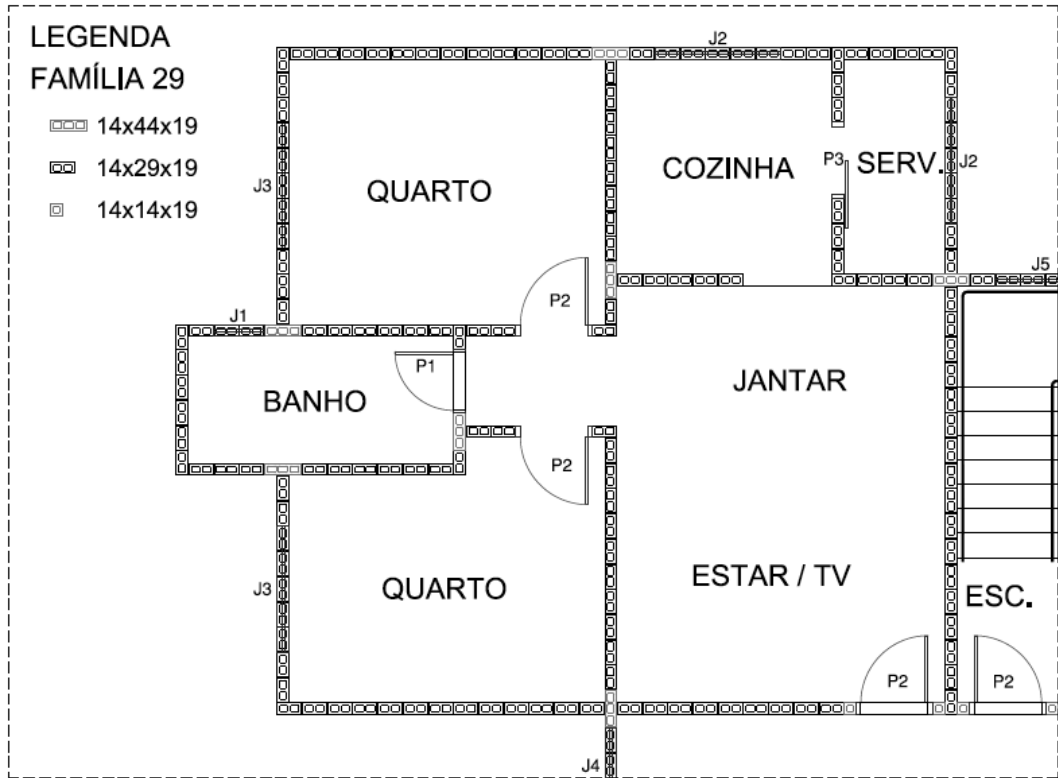 LEGENDA
FAMÍLIA 29
14x44x19
14x29x19
14x14x19
J2
J3
QUARTO
COZINHA
P3
SERV.
J2
J5
P2
J1
P1
BANHO
JANTAR
P2
J3
QUARTO
ESTAR / TV
ESC.
P2
P2
J4